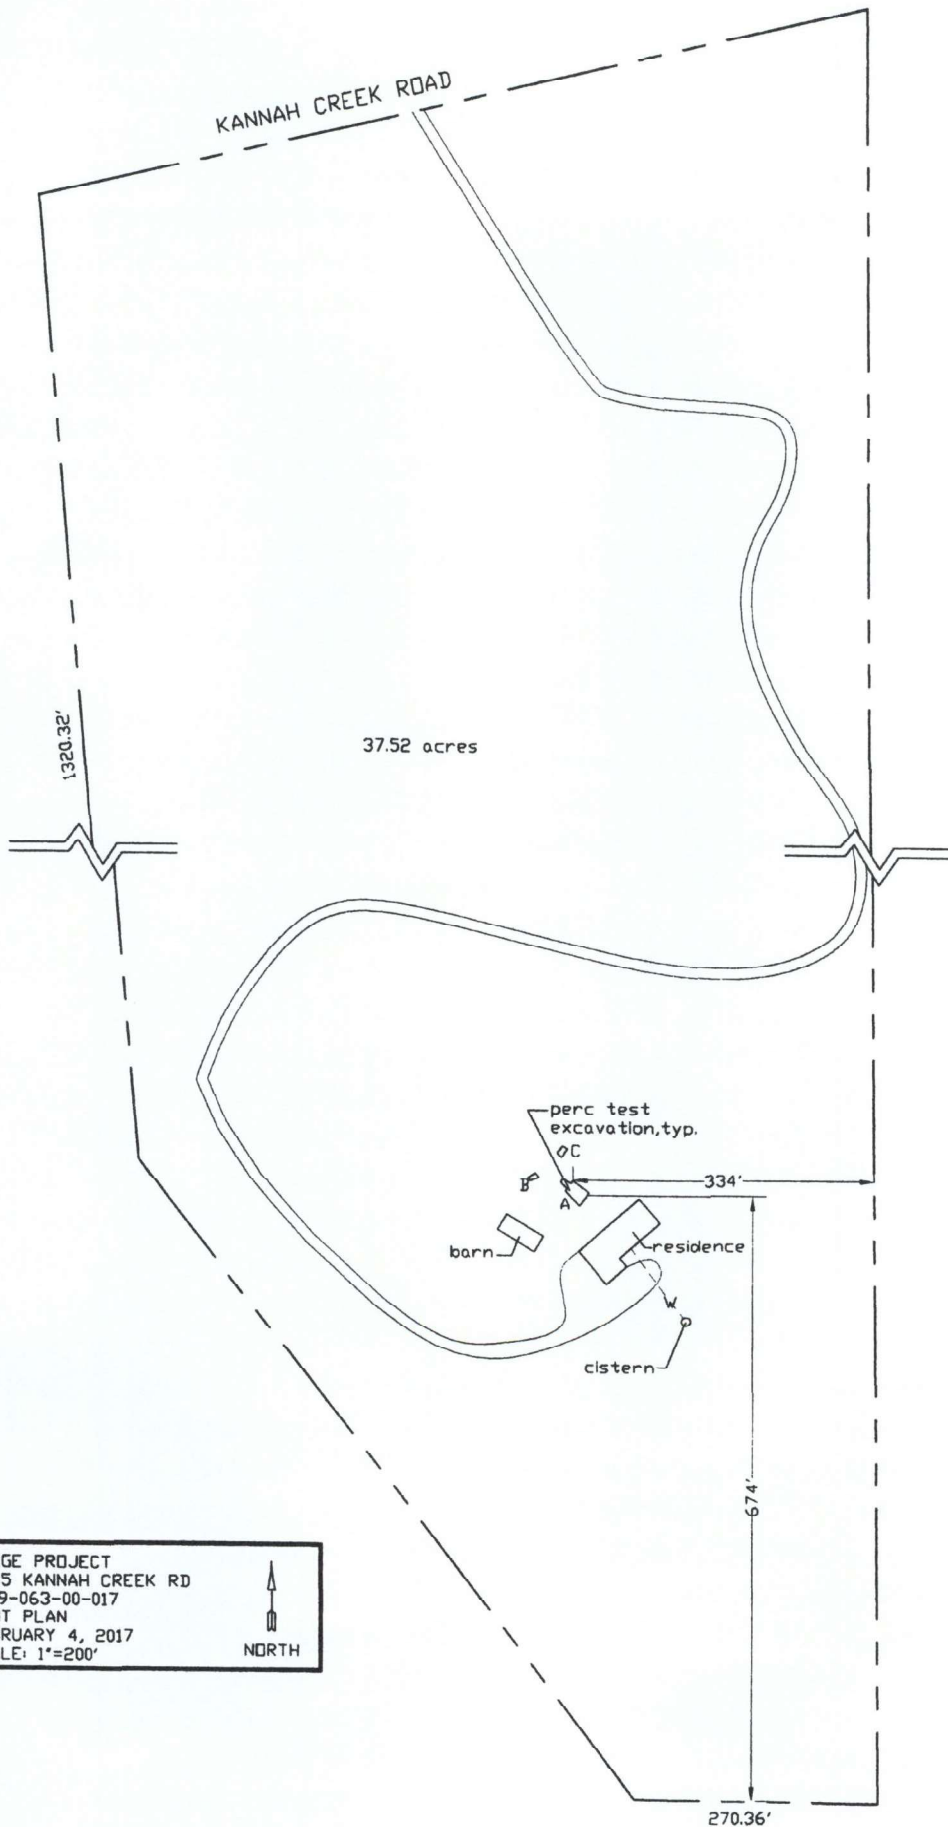 KANNAH CREEK ROAD
1320.32'
37.52 acres
perc test
excavation,typ.
C
B
A
334'
barn
residence
W
cistern
674'
GE PROJECT
5 KANNAH CREEK RD
9-063-00-017
T PLAN
RUARY 4, 2017
LE: 1"=200'
NORTH
270.36'